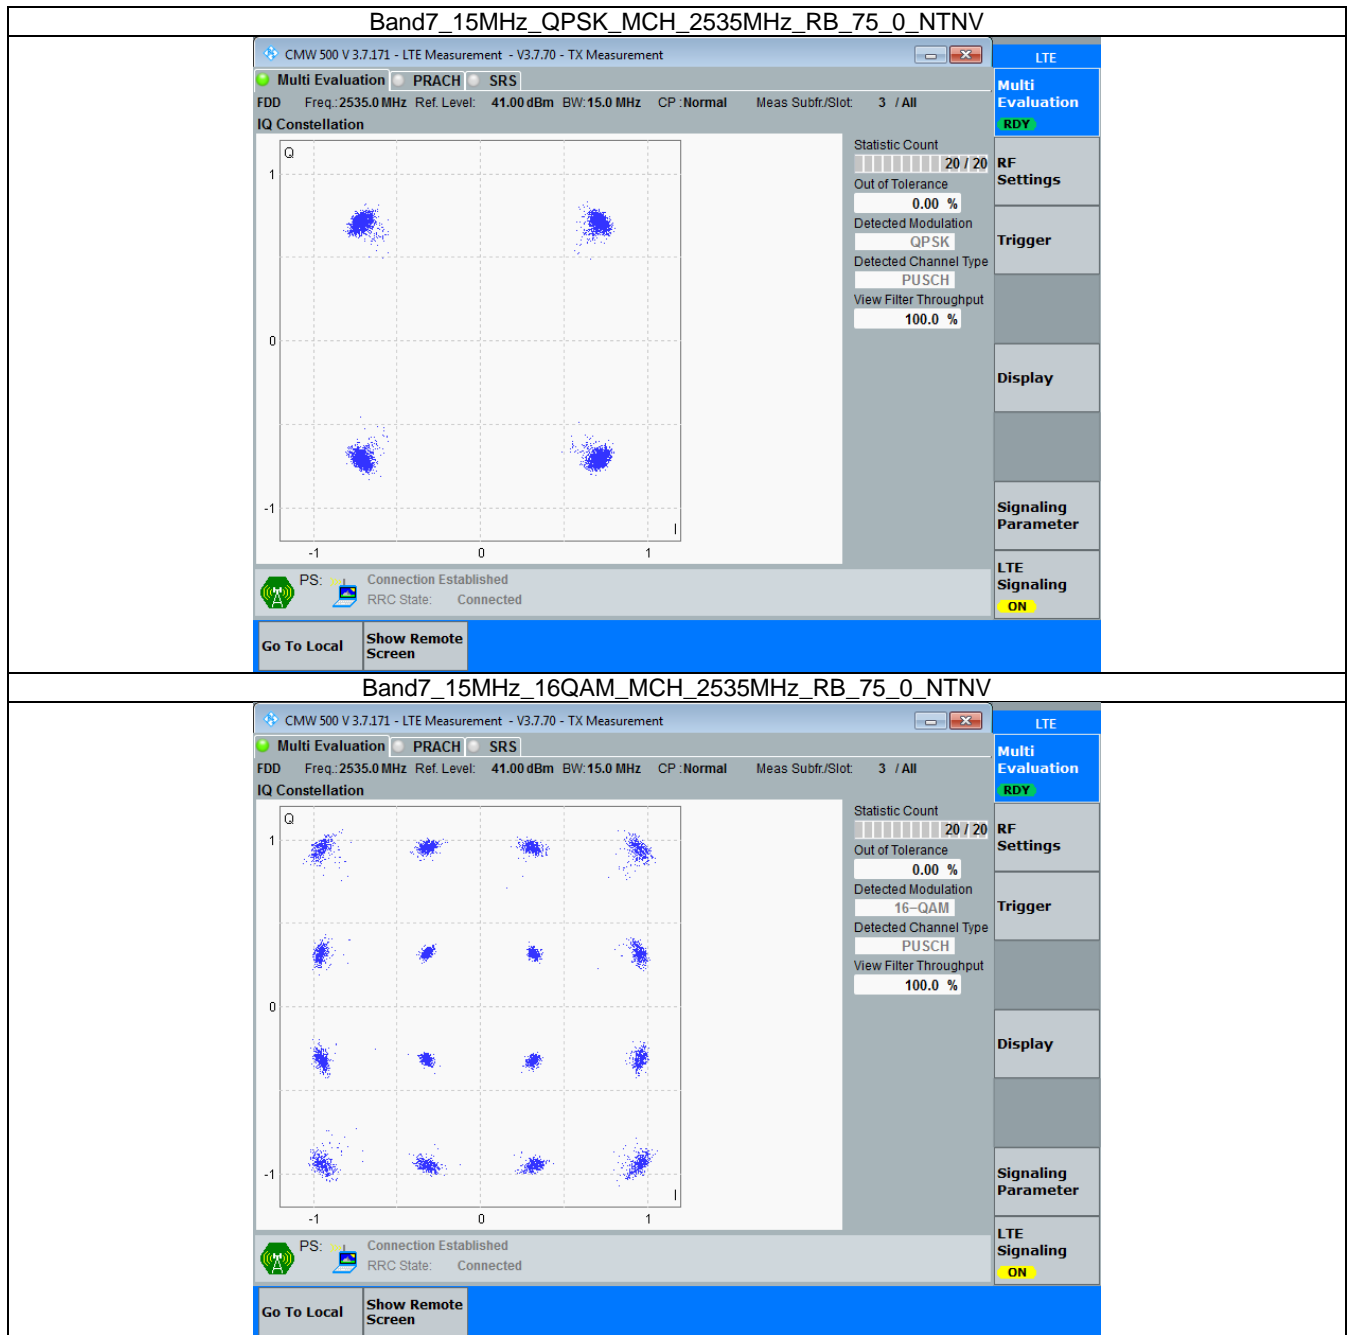 Band7_15MHz_QPSK_MCH_2535MHz_RB_75_0_NTNV
CMW 500 V 3.7.171 - LTE Measurement - V3.7.70 - TX Measurement
LTE
Multi Evaluation PRACH SRS
Multi
Evaluation
RDY
FDD Freq.:2535.0 MHz Ref. Level: 41.00 dBm BW:15.0 MHz CP :Normal Meas Subfr./Slot: 3 / All
IQ Constellation
Q
1
0
-1
-1 0 1
I
Statistic Count
20 / 20
Out of Tolerance
0.00 %
Detected Modulation
QPSK
Detected Channel Type
PUSCH
View Filter Throughput
100.0 %
RF
Settings
Trigger
Display
Signaling
Parameter
LTE
Signaling
ON
PS:
Connection Established
RRC State: Connected
Go To Local
Show Remote
Screen
Band7_15MHz_16QAM_MCH_2535MHz_RB_75_0_NTNV
CMW 500 V 3.7.171 - LTE Measurement - V3.7.70 - TX Measurement
LTE
Multi Evaluation PRACH SRS
Multi
Evaluation
RDY
FDD Freq.:2535.0 MHz Ref. Level: 41.00 dBm BW:15.0 MHz CP :Normal Meas Subfr./Slot: 3 / All
IQ Constellation
Q
1
0
-1
-1 0 1
I
Statistic Count
20 / 20
Out of Tolerance
0.00 %
Detected Modulation
16-QAM
Detected Channel Type
PUSCH
View Filter Throughput
100.0 %
RF
Settings
Trigger
Display
Signaling
Parameter
LTE
Signaling
ON
PS:
Connection Established
RRC State: Connected
Go To Local
Show Remote
Screen